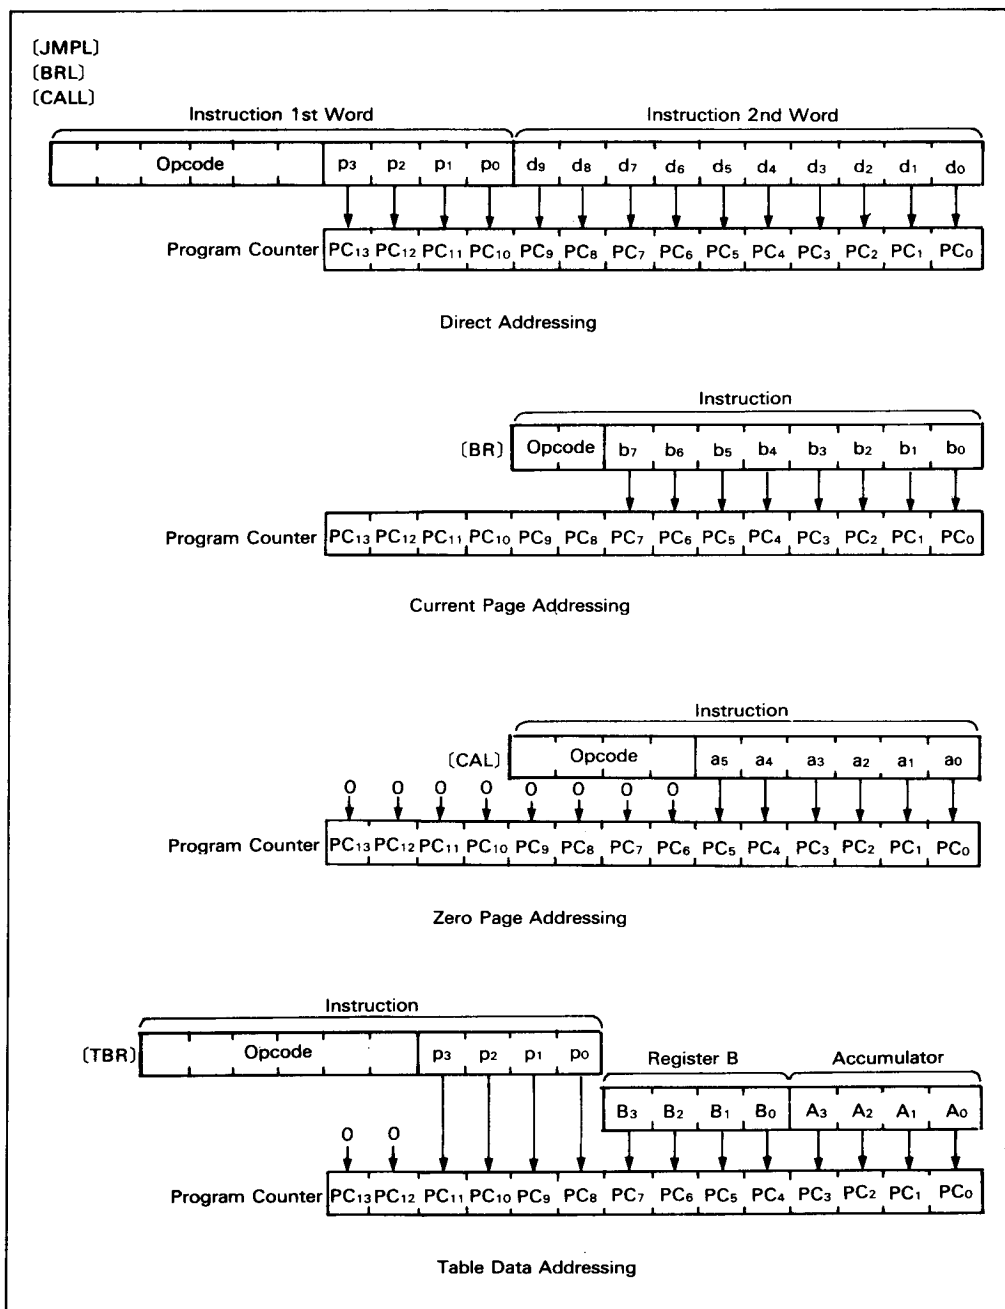 [JMPL]
[BRL]
[CALL]
Instruction 1st Word Instruction 2nd Word
Opcode p3 p2 p1 p0 d9 d8 d7 d6 d5 d4 d3 d2 d1 d0
Program Counter PC13 PC12 PC11 PC10 PC9 PC8 PC7 PC6 PC5 PC4 PC3 PC2 PC1 PC0
Direct Addressing
Instruction
[BR] Opcode b7 b6 b5 b4 b3 b2 b1 b0
Program Counter PC13 PC12 PC11 PC10 PC9 PC8 PC7 PC6 PC5 PC4 PC3 PC2 PC1 PC0
Current Page Addressing
Instruction
[CAL] Opcode a5 a4 a3 a2 a1 a0
0 0 0 0 0 0 0 0
Program Counter PC13 PC12 PC11 PC10 PC9 PC8 PC7 PC6 PC5 PC4 PC3 PC2 PC1 PC0
Zero Page Addressing
Instruction
[TBR] Opcode p3 p2 p1 p0
Register B Accumulator
B3 B2 B1 B0 A3 A2 A1 A0
0 0
Program Counter PC13 PC12 PC11 PC10 PC9 PC8 PC7 PC6 PC5 PC4 PC3 PC2 PC1 PC0
Table Data Addressing